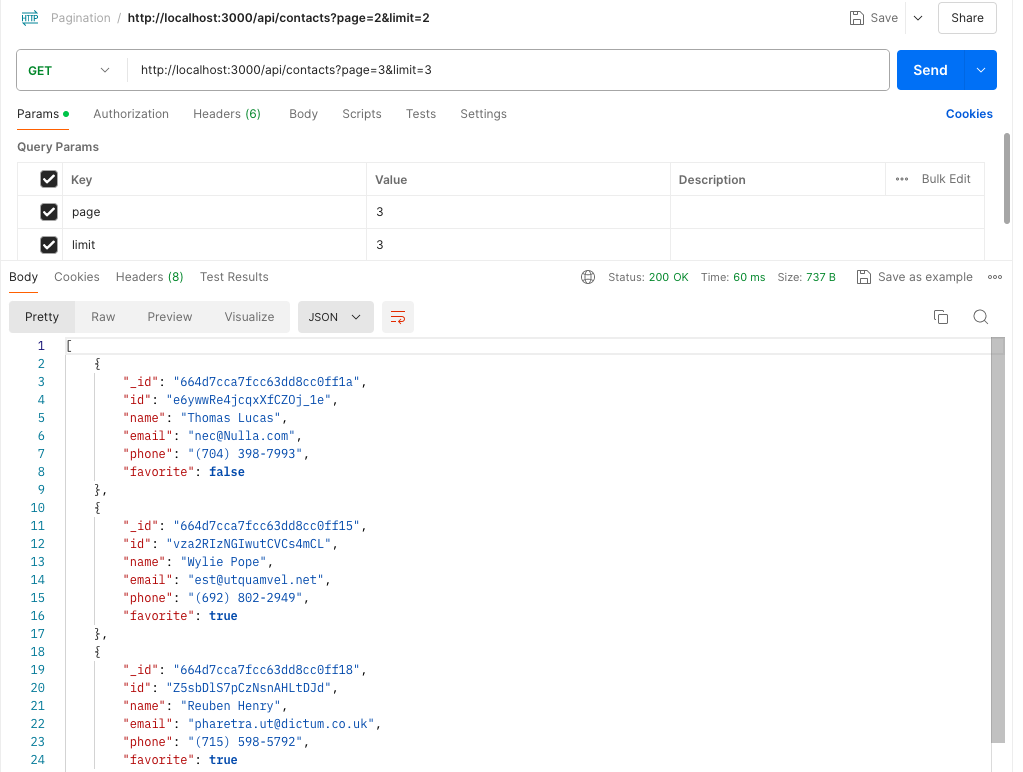 HTTP Pagination / http://localhost:3000/api/contacts?page=2&limit=2 Save Share
GET http://localhost:3000/api/contacts?page=3&limit=3 Send
Params Authorization Headers (6) Body Scripts Tests Settings Cookies
Query Params
Key Value Description ••• Bulk Edit
page 3
limit 3
Body Cookies Headers (8) Test Results Status: 200 OK Time: 60 ms Size: 737 B Save as example •••
Pretty Raw Preview Visualize JSON
1 [
2 {
3 "_id": "664d7cca7fcc63dd8cc0ff1a",
4 "id": "e6ywwRe4jcqxXfCZOj_1e",
5 "name": "Thomas Lucas",
6 "email": "nec@Nulla.com",
7 "phone": "(704) 398-7993",
8 "favorite": false
9 },
10 {
11 "_id": "664d7cca7fcc63dd8cc0ff15",
12 "id": "vza2RIzNGIwutCVCs4mCL",
13 "name": "Wylie Pope",
14 "email": "est@utquamvel.net",
15 "phone": "(692) 802-2949",
16 "favorite": true
17 },
18 {
19 "_id": "664d7cca7fcc63dd8cc0ff18",
20 "id": "Z5sbDlS7pCzNsnAHLtDJd",
21 "name": "Reuben Henry",
22 "email": "pharetra.ut@dictum.co.uk",
23 "phone": "(715) 598-5792",
24 "favorite": true